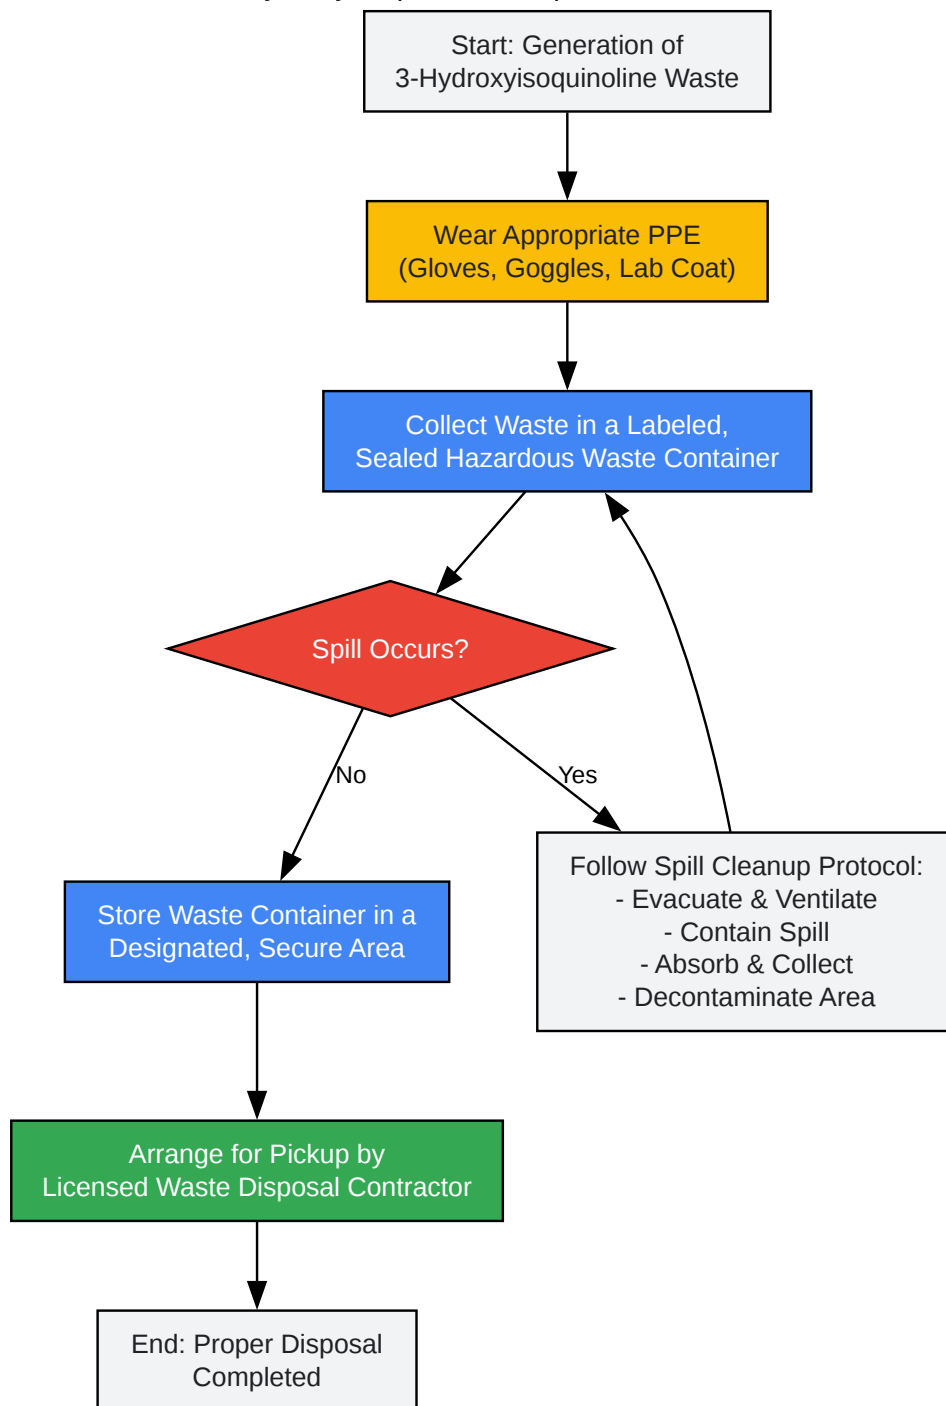 Start: Generation of
3-Hydroxyisoquinoline Waste
Wear Appropriate PPE
(Gloves, Goggles, Lab Coat)
Collect Waste in a Labeled,
Sealed Hazardous Waste Container
Spill Occurs?
No
Yes
Follow Spill Cleanup Protocol:
- Evacuate & Ventilate
- Contain Spill
- Absorb & Collect
- Decontaminate Area
Store Waste Container in a
Designated, Secure Area
Arrange for Pickup by
Licensed Waste Disposal Contractor
End: Proper Disposal
Completed